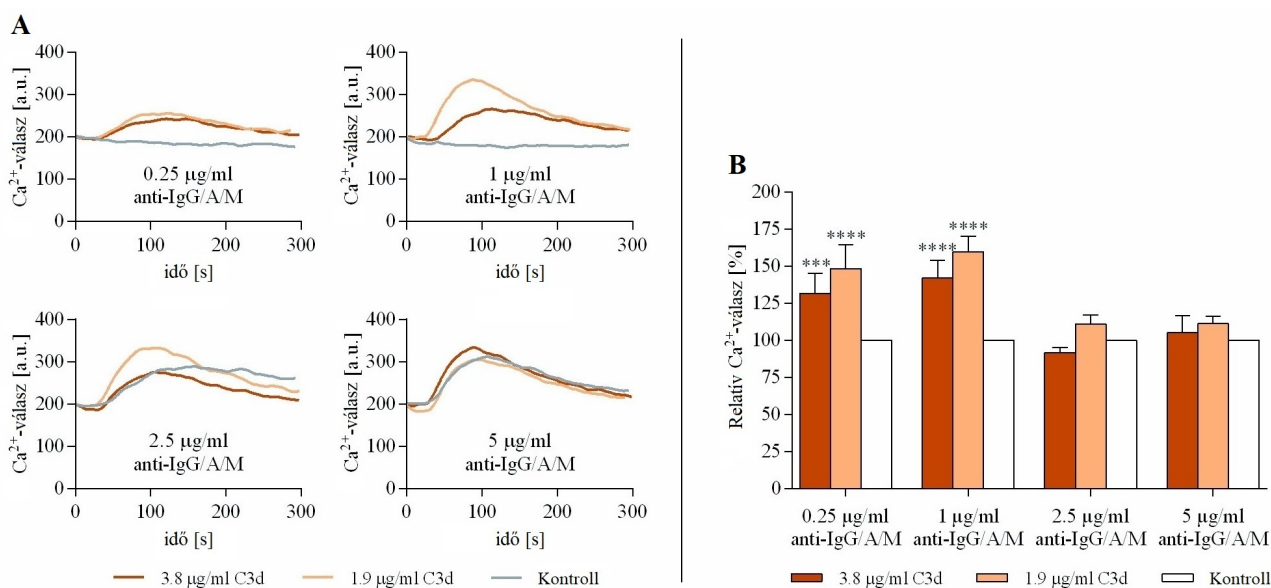 A
Ca²⁺-válasz [a.u.]
400
300
200
100
0
0.25 µg/ml
anti-IgG/A/M
0 100 200 300
idő [s]
Ca²⁺-válasz [a.u.]
400
300
200
100
0
1 µg/ml
anti-IgG/A/M
0 100 200 300
idő [s]
Ca²⁺-válasz [a.u.]
400
300
200
100
0
2.5 µg/ml
anti-IgG/A/M
0 100 200 300
idő [s]
Ca²⁺-válasz [a.u.]
400
300
200
100
0
5 µg/ml
anti-IgG/A/M
0 100 200 300
idő [s]
3.8 µg/ml C3d 1.9 µg/ml C3d Kontroll
B
Relatív Ca²⁺-válasz [%]
200
175
150
125
100
75
50
25
0
*** **** **** ****
0.25 µg/ml 1 µg/ml 2.5 µg/ml 5 µg/ml
anti-IgG/A/M anti-IgG/A/M anti-IgG/A/M anti-IgG/A/M
3.8 µg/ml C3d 1.9 µg/ml C3d Kontroll